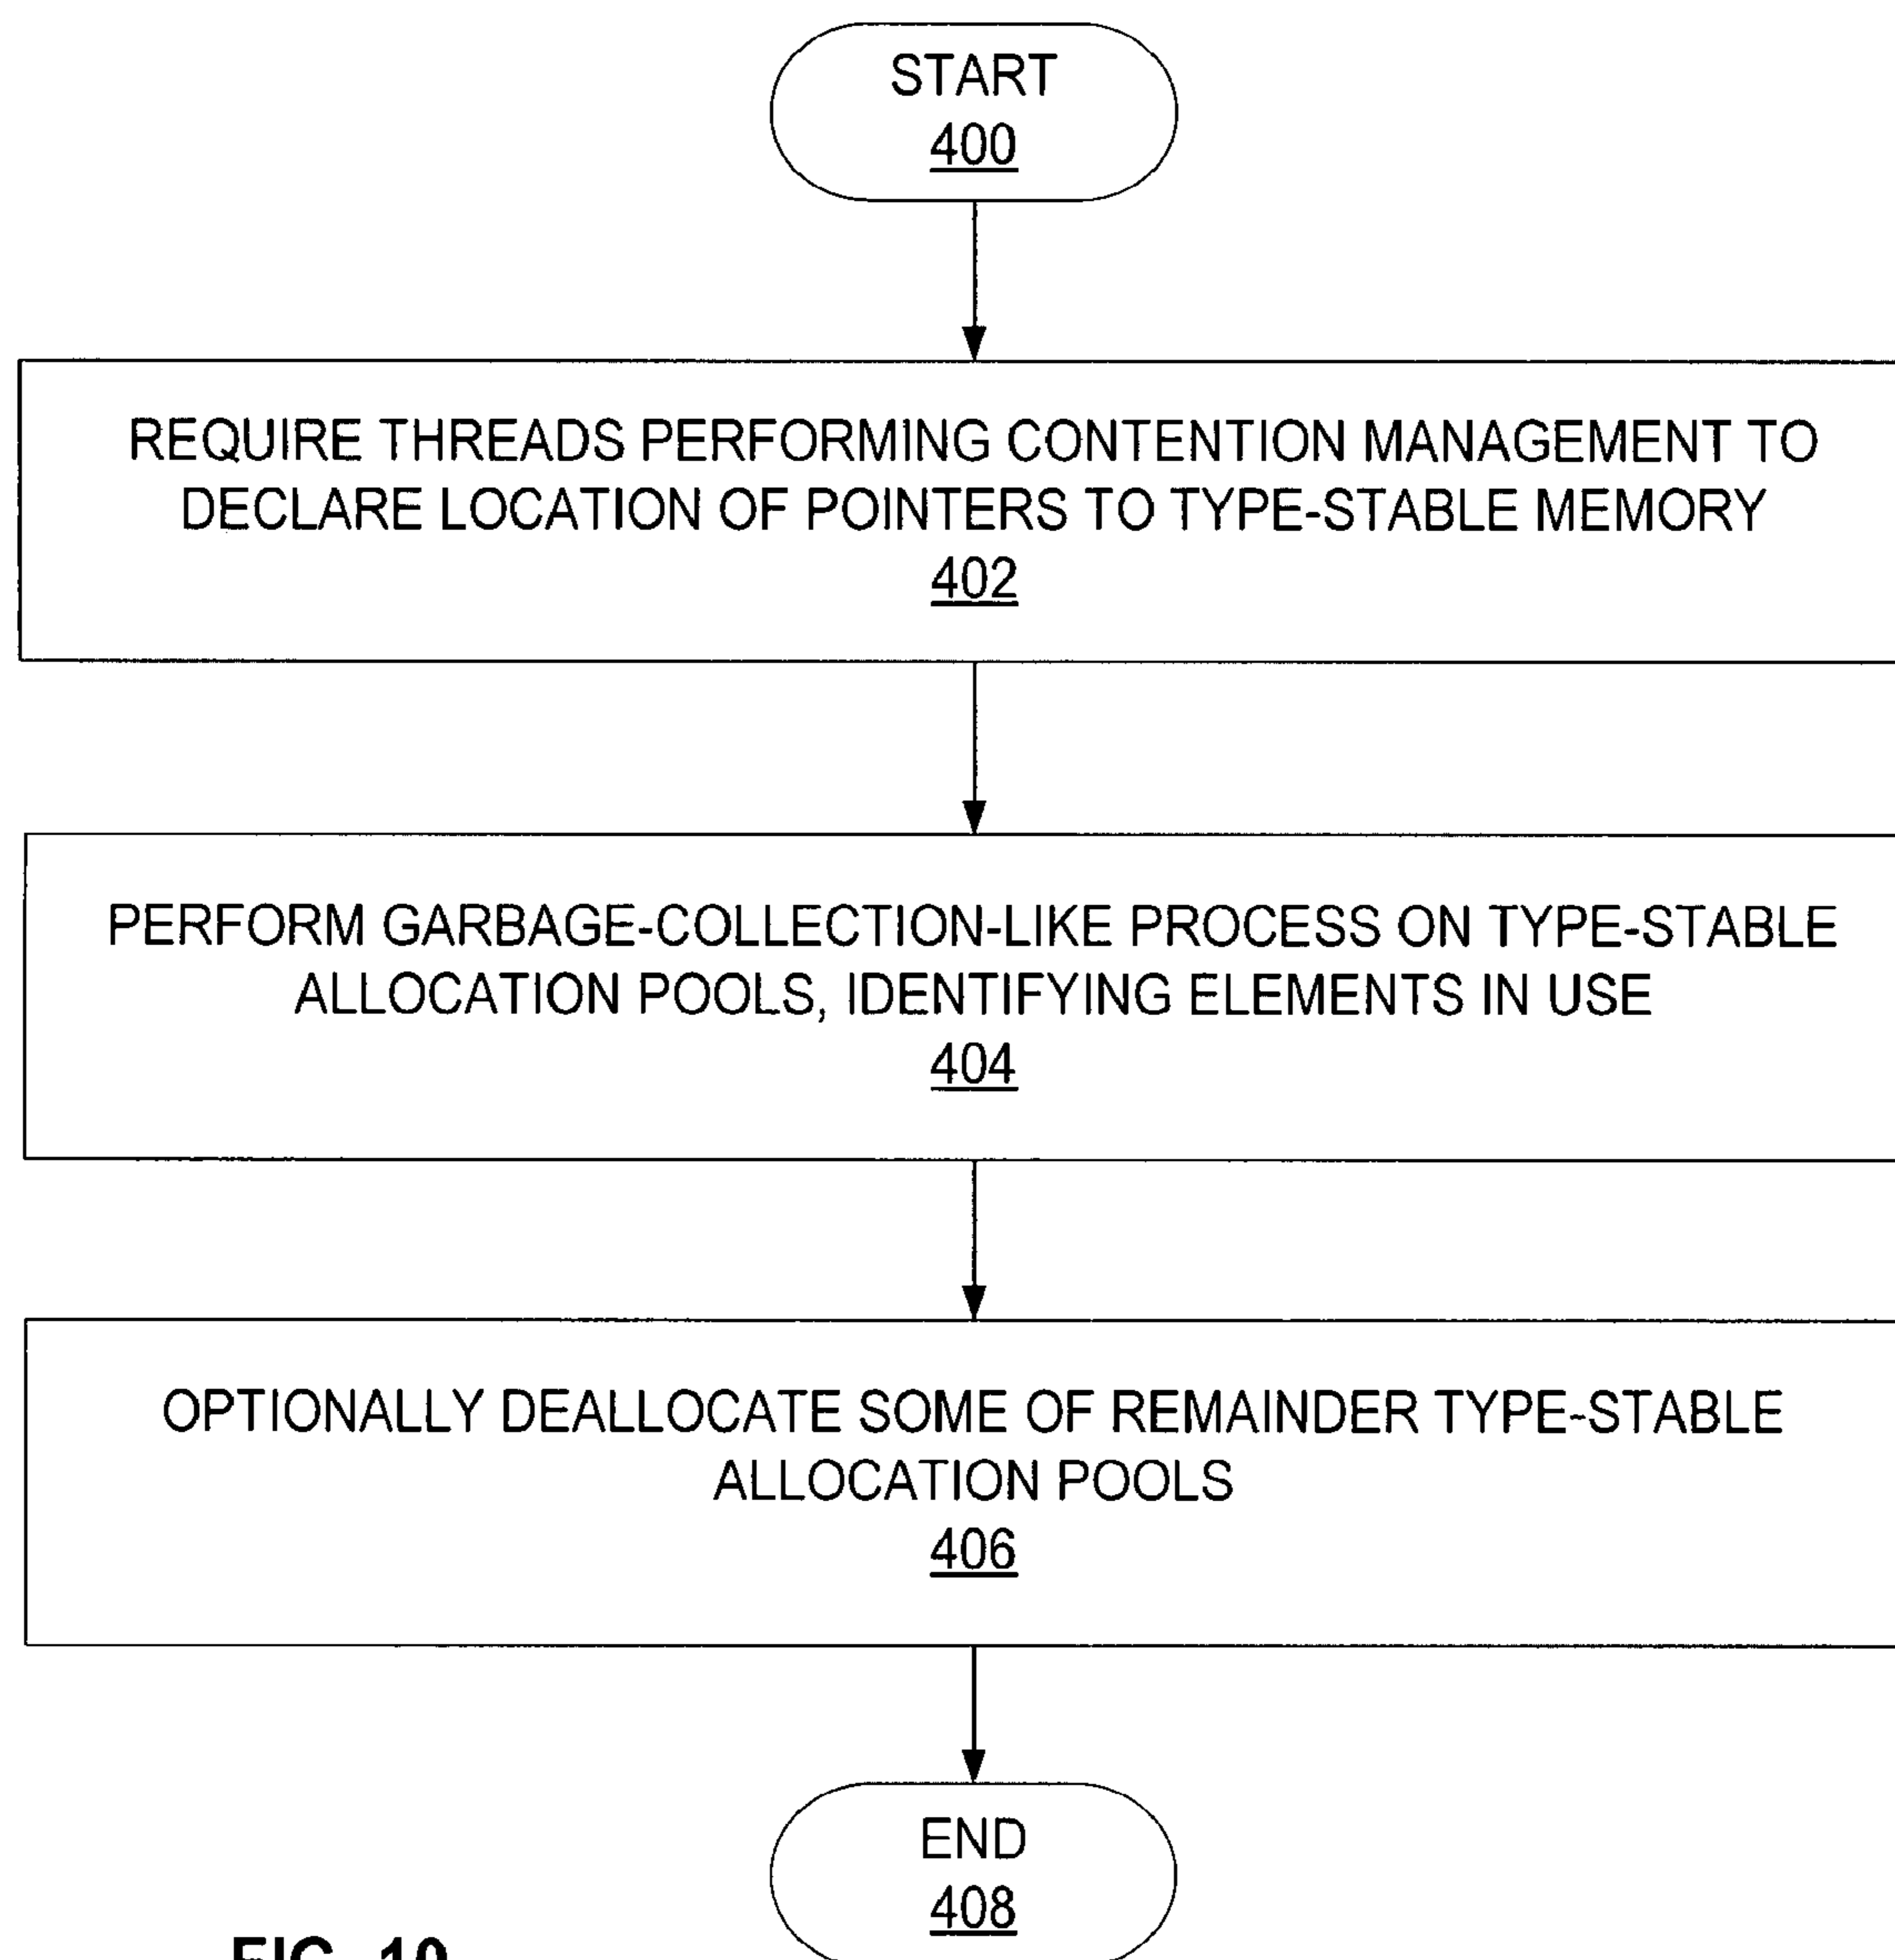 START
400
REQUIRE THREADS PERFORMING CONTENTION MANAGEMENT TO
DECLARE LOCATION OF POINTERS TO TYPE-STABLE MEMORY
402
PERFORM GARBAGE-COLLECTION-LIKE PROCESS ON TYPE-STABLE
ALLOCATION POOLS, IDENTIFYING ELEMENTS IN USE
404
OPTIONALLY DEALLOCATE SOME OF REMAINDER TYPE-STABLE
ALLOCATION POOLS
406
END
408
FIG. 10